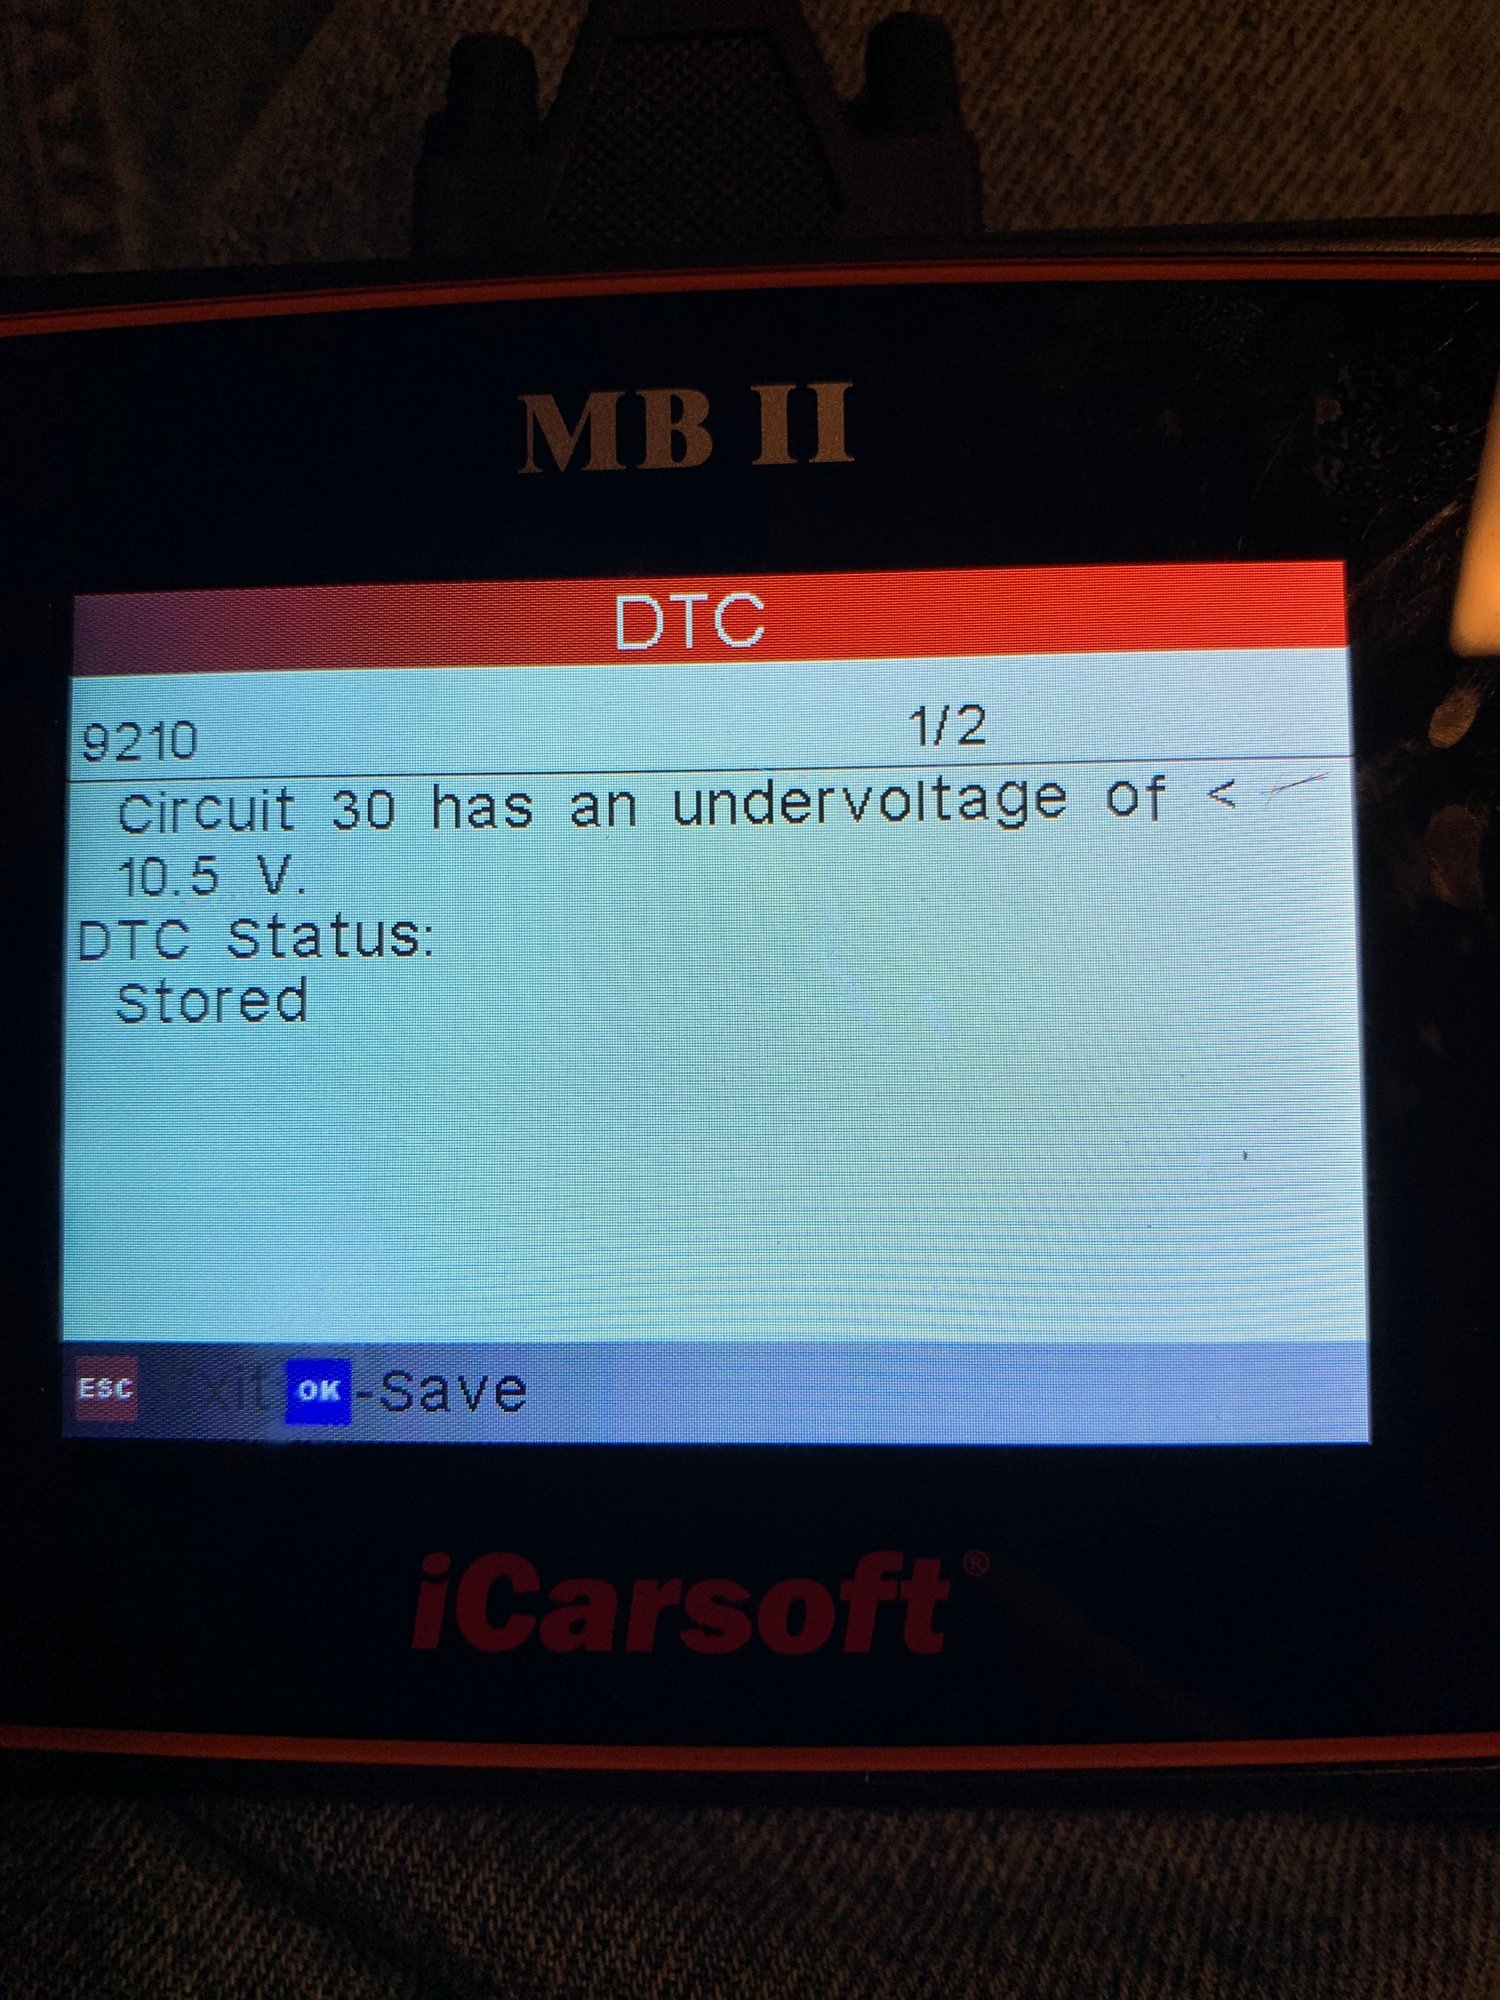 MB II
DTC
9210 1/2
Circuit 30 has an undervoltage of <
10.5 V.
DTC Status:
Stored
ESC Exit OK -Save
iCarsoft®